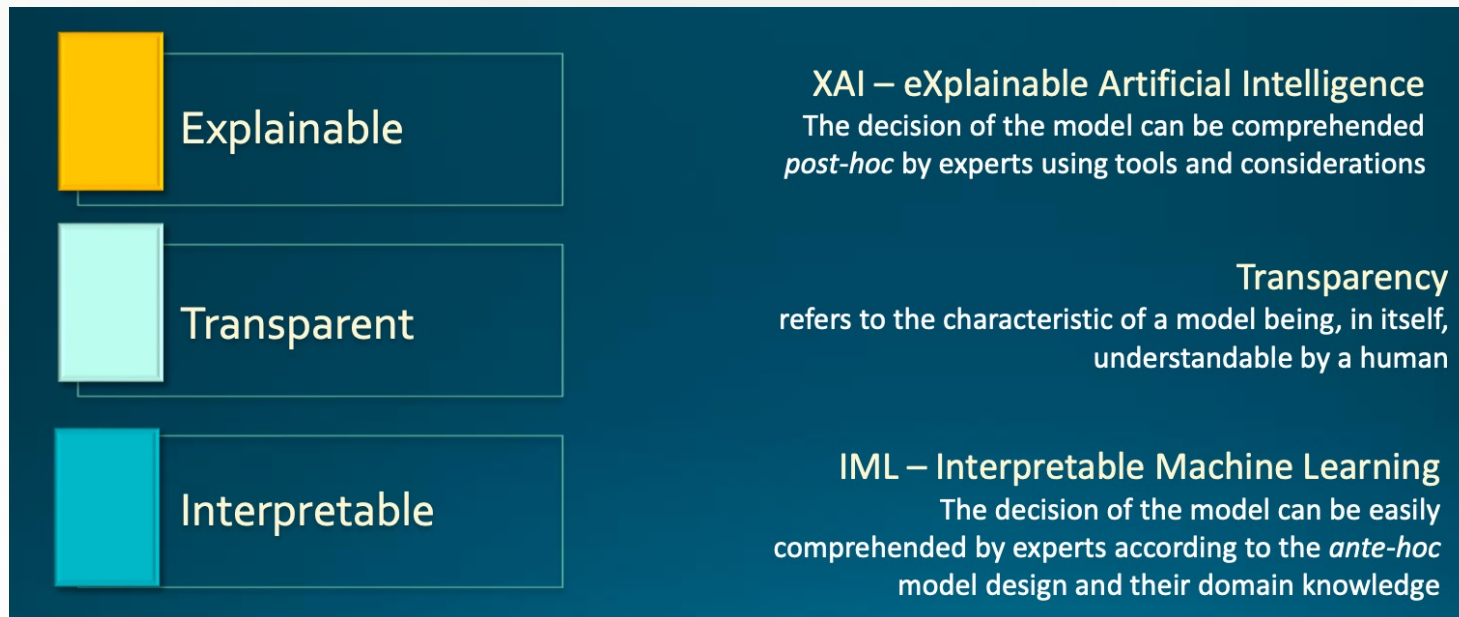 Explainable
XAI – eXplainable Artificial Intelligence
The decision of the model can be comprehended
post-hoc by experts using tools and considerations
Transparent
Transparency
refers to the characteristic of a model being, in itself,
understandable by a human
Interpretable
IML – Interpretable Machine Learning
The decision of the model can be easily
comprehended by experts according to the ante-hoc
model design and their domain knowledge